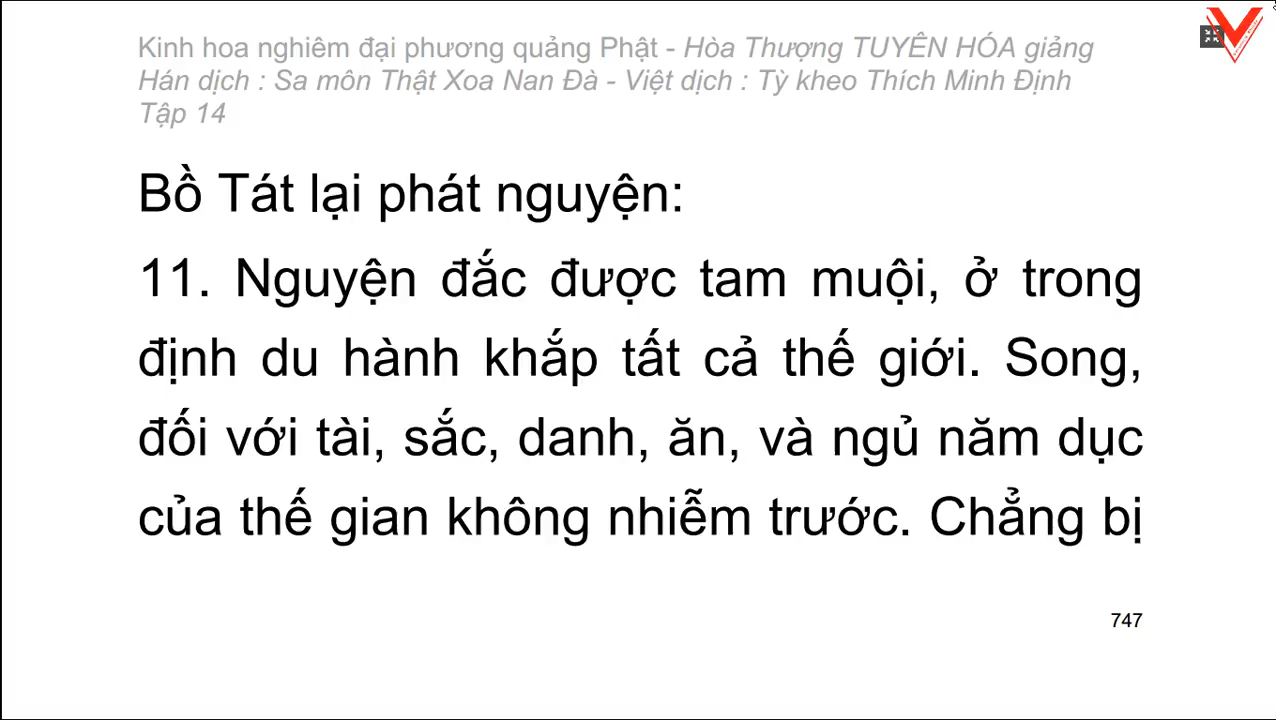 Kinh hoa nghiêm đại phương quảng Phật - Hòa Thượng TUYÊN HÓA giảng
Hán dịch : Sa môn Thật Xoa Nan Đà - Việt dịch : Tỳ kheo Thích Minh Định
Tập 14
Bồ Tát lại phát nguyện:
11. Nguyện đắc được tam muội, ở trong
định du hành khắp tất cả thế giới. Song,
đối với tài, sắc, danh, ăn, và ngủ năm dục
của thế gian không nhiễm trước. Chẳng bị
747